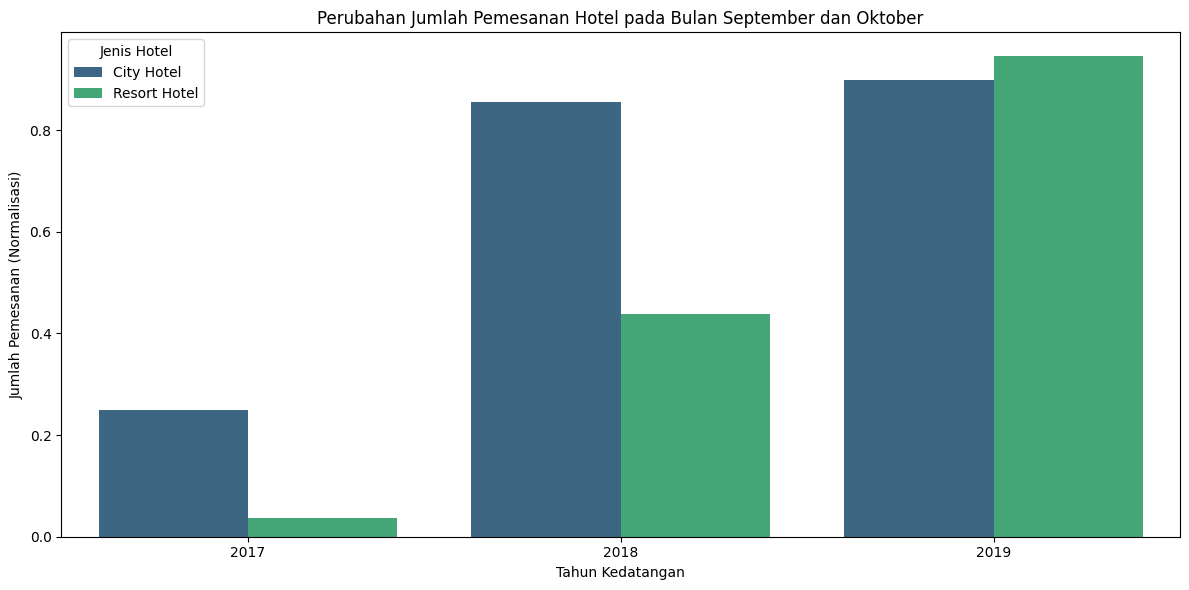 Perubahan Jumlah Pemesanan Hotel pada Bulan September dan Oktober
Jenis Hotel
City Hotel
Resort Hotel
Jumlah Pemesanan (Normalisasi)
0.8
0.6
0.4
0.2
0.0
2017
2018
2019
Tahun Kedatangan